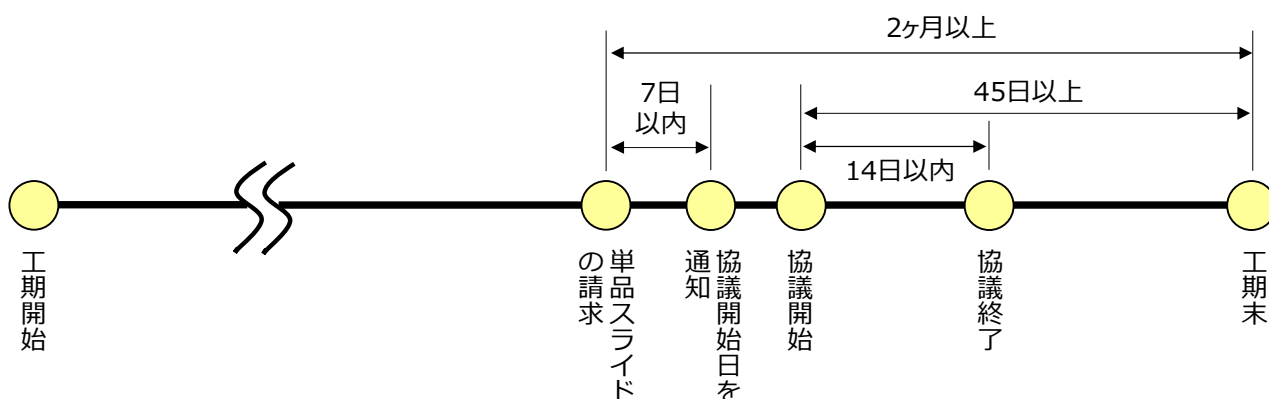 2ヶ月以上
7日
以内
45日以上
14日以内
工期開始
単品スライド
の請求
協議開始日を
通知
協議開始
協議終了
工期末